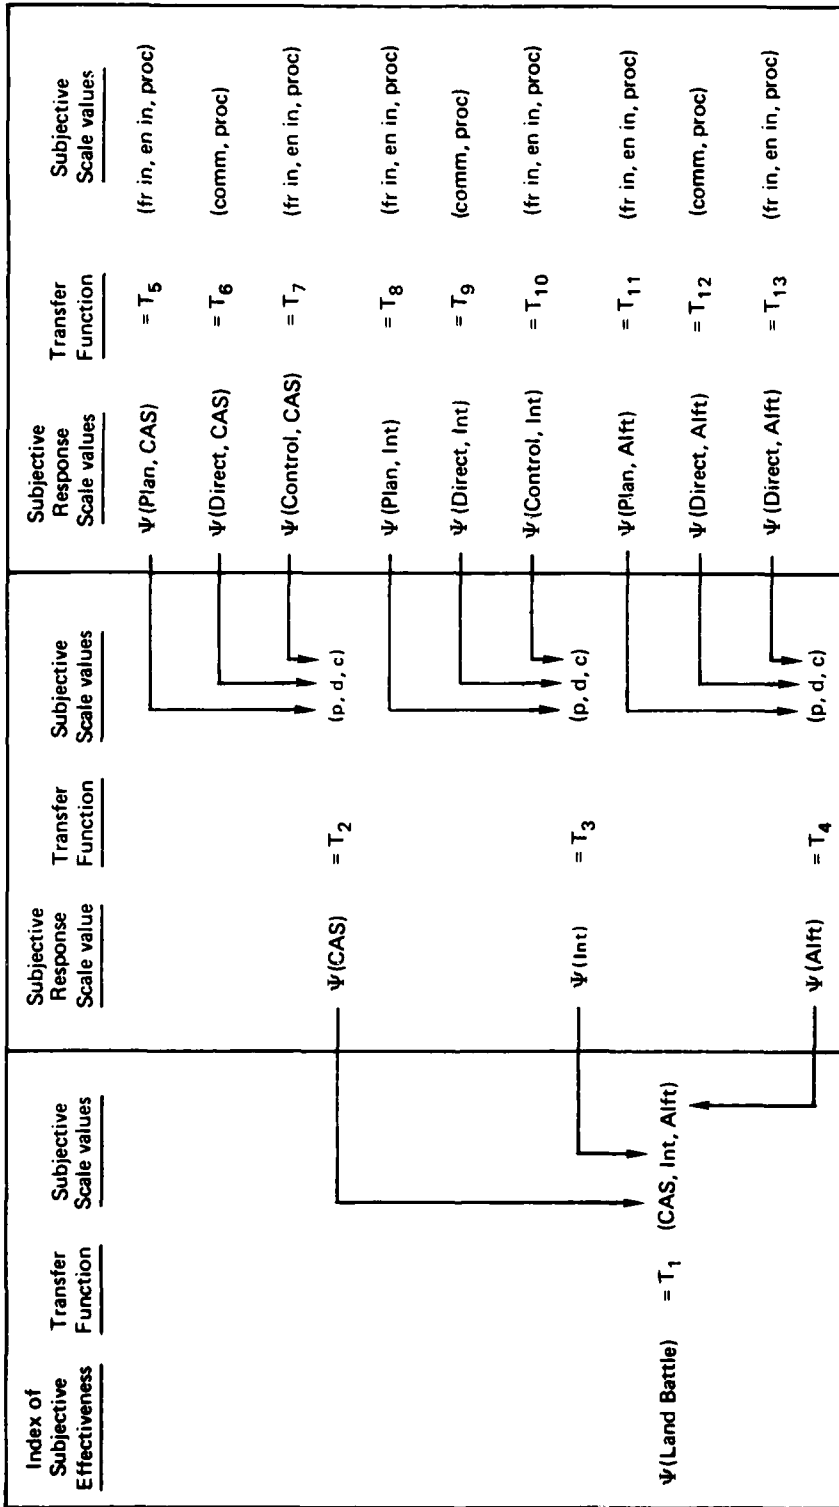 Index of
Subjective
Effectiveness
Transfer
Function
Subjective
Scale values
Ψ(Land Battle)
= T1
(CAS, Int, Alft)
Subjective
Response
Scale value
Transfer
Function
Subjective
Scale values
Ψ(CAS)
= T2
(p, d, c)
Ψ(Int)
= T3
(p, d, c)
Ψ(Alft)
= T4
(p, d, c)
Subjective
Response
Scale values
Transfer
Function
Subjective
Scale values
Ψ(Plan, CAS) = T5 (fr in, en in, proc)
Ψ(Direct, CAS) = T6 (comm, proc)
Ψ(Control, CAS) = T7 (fr in, en in, proc)
Ψ(Plan, Int) = T8 (fr in, en in, proc)
Ψ(Direct, Int) = T9 (comm, proc)
Ψ(Control, Int) = T10 (fr in, en in, proc)
Ψ(Plan, Alft) = T11 (fr in, en in, proc)
Ψ(Direct, Alft) = T12 (comm, proc)
Ψ(Direct, Alft) = T13 (fr in, en in, proc)